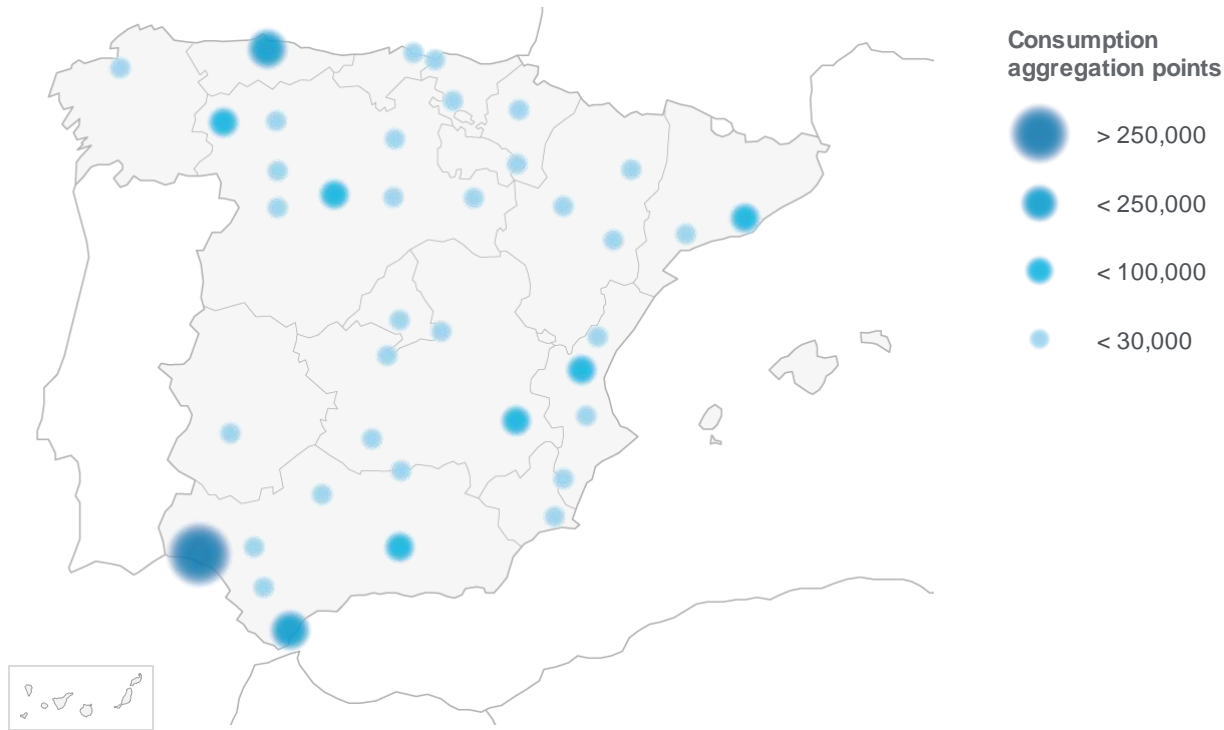 Consumption
aggregation points
> 250,000
< 250,000
< 100,000
< 30,000